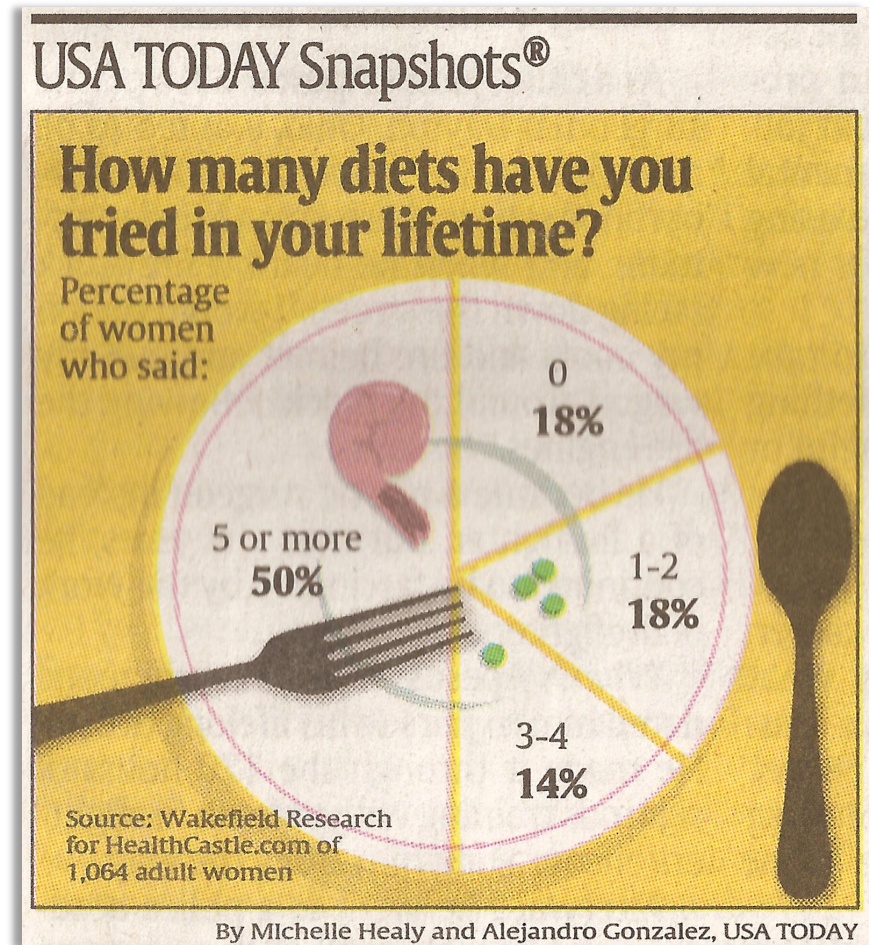 USA TODAY Snapshots®
How many diets have you
tried in your lifetime?
Percentage
of women
who said:
0
18%
5 or more
50%
1-2
18%
3-4
14%
Source: Wakefield Research
for HealthCastle.com of
1,064 adult women
By MIchelle Healy and Alejandro Gonzalez, USA TODAY